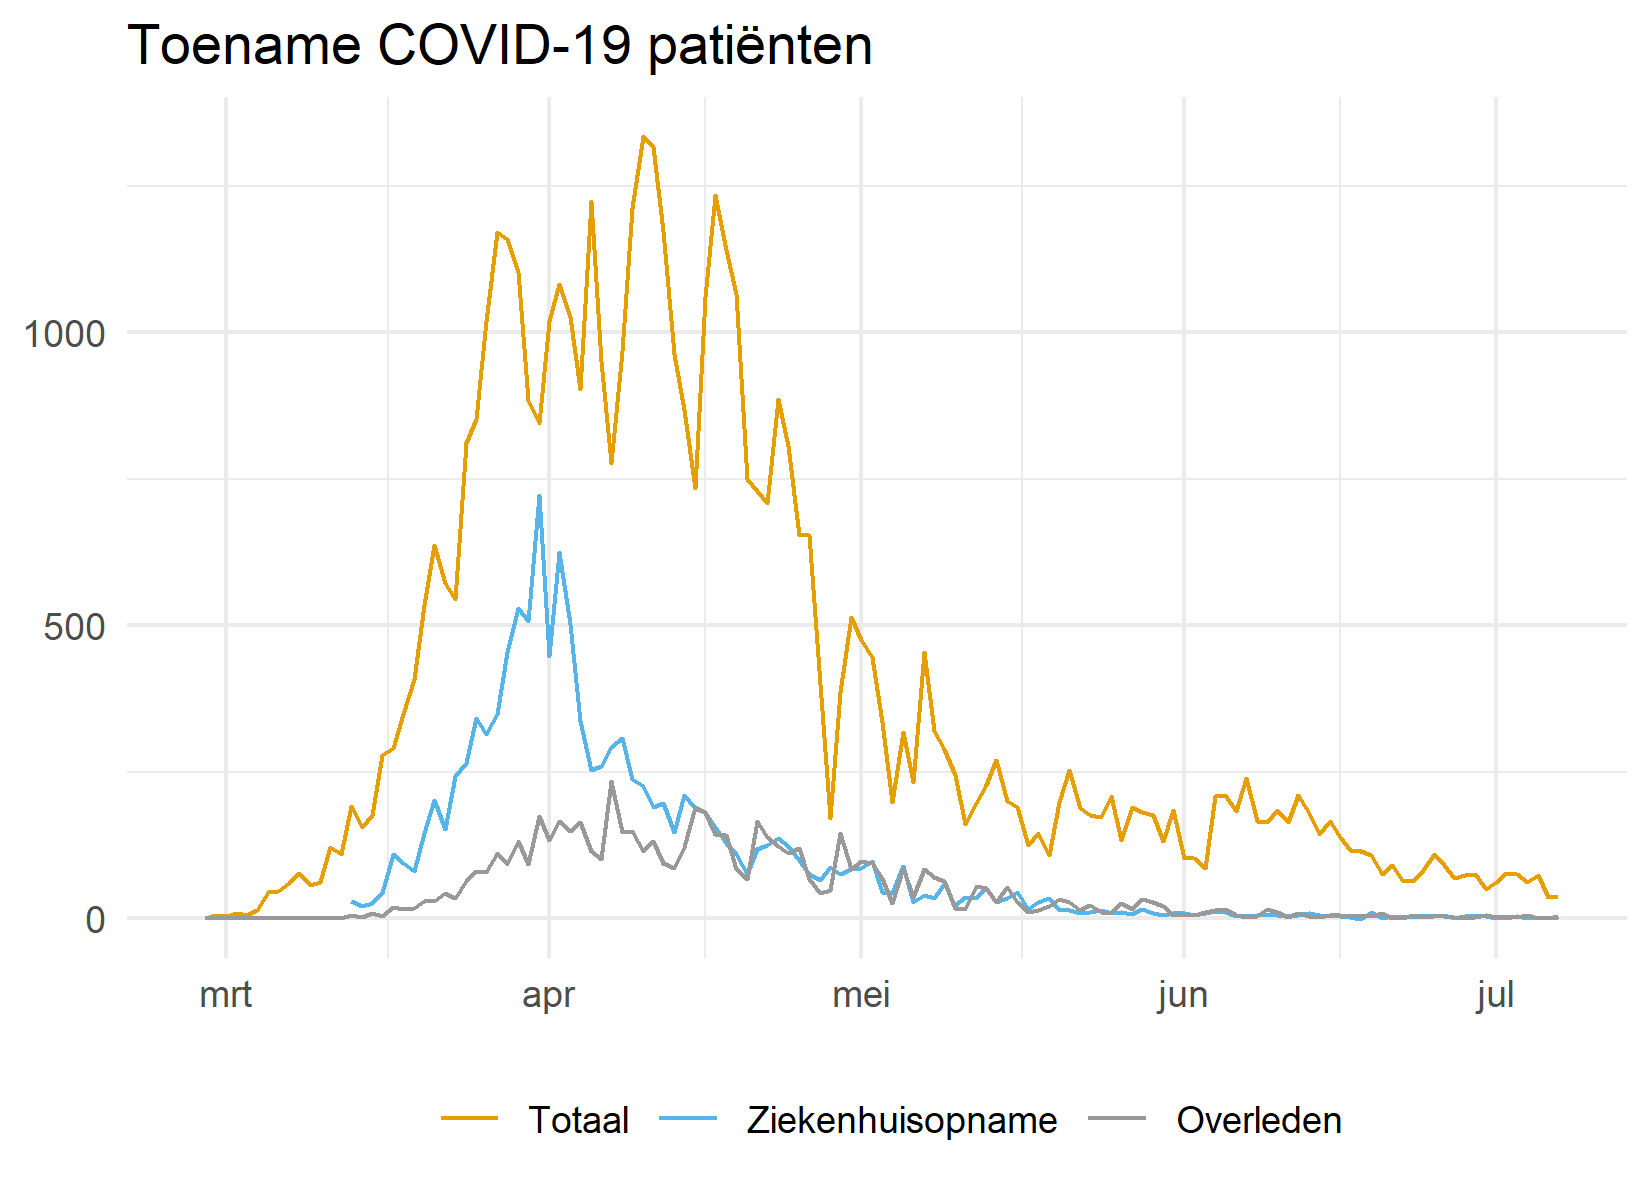 Toename COVID-19 patiënten
1000
500
0
mrt apr mei jun jul
Totaal Ziekenhuisopname Overleden